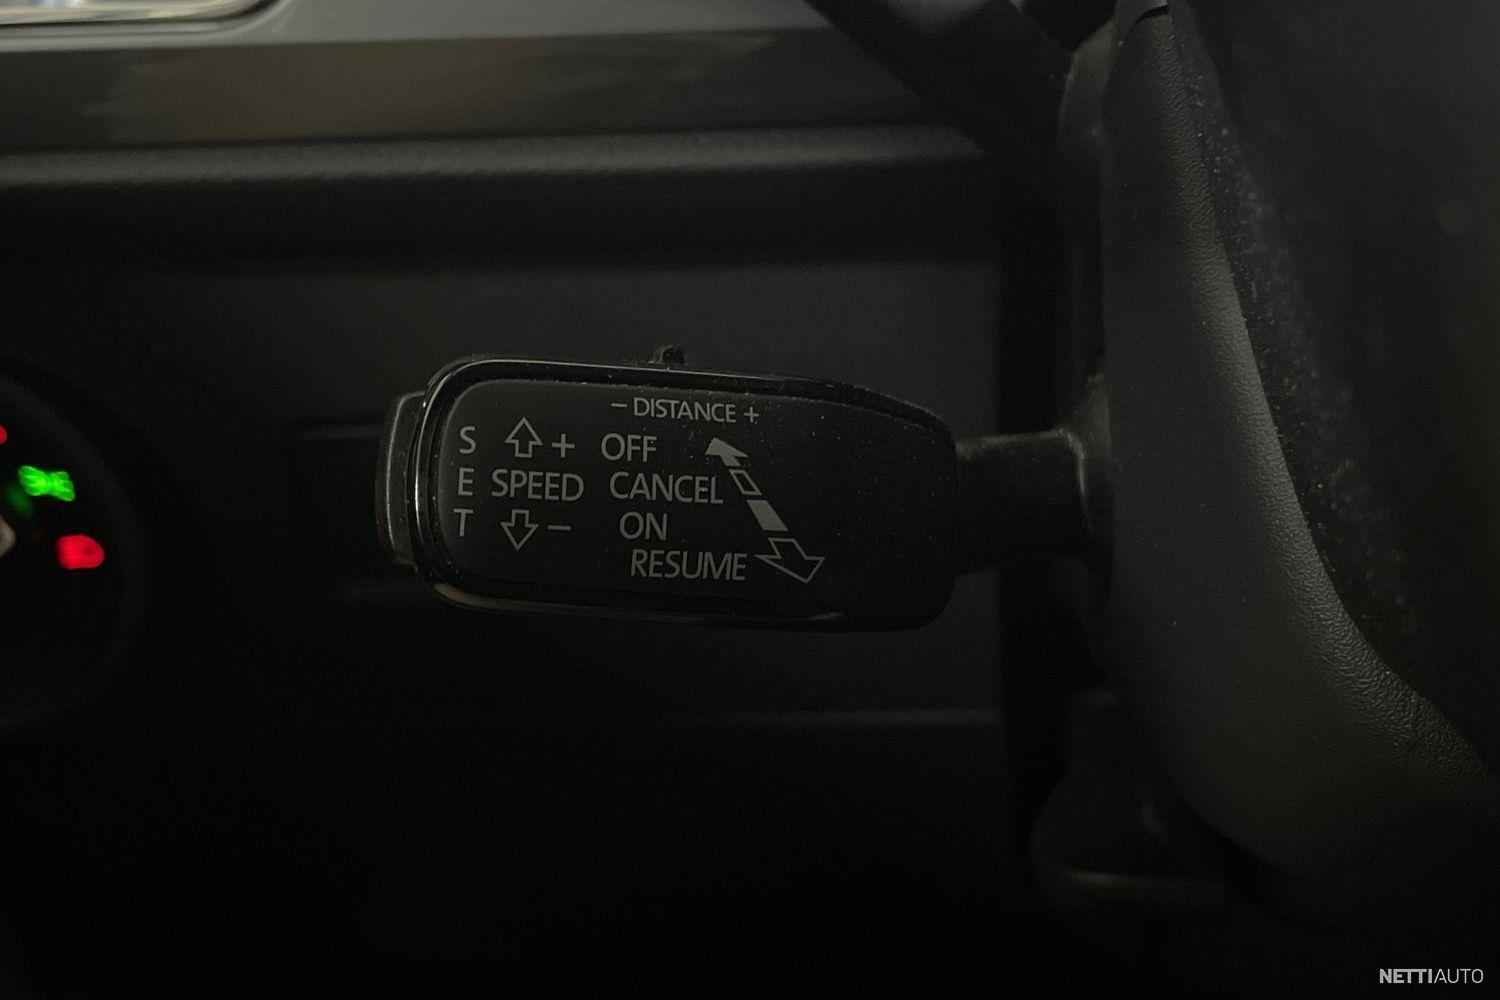 – DISTANCE +
S + OFF
E SPEED CANCEL
T – ON
RESUME
NETTIAUTO